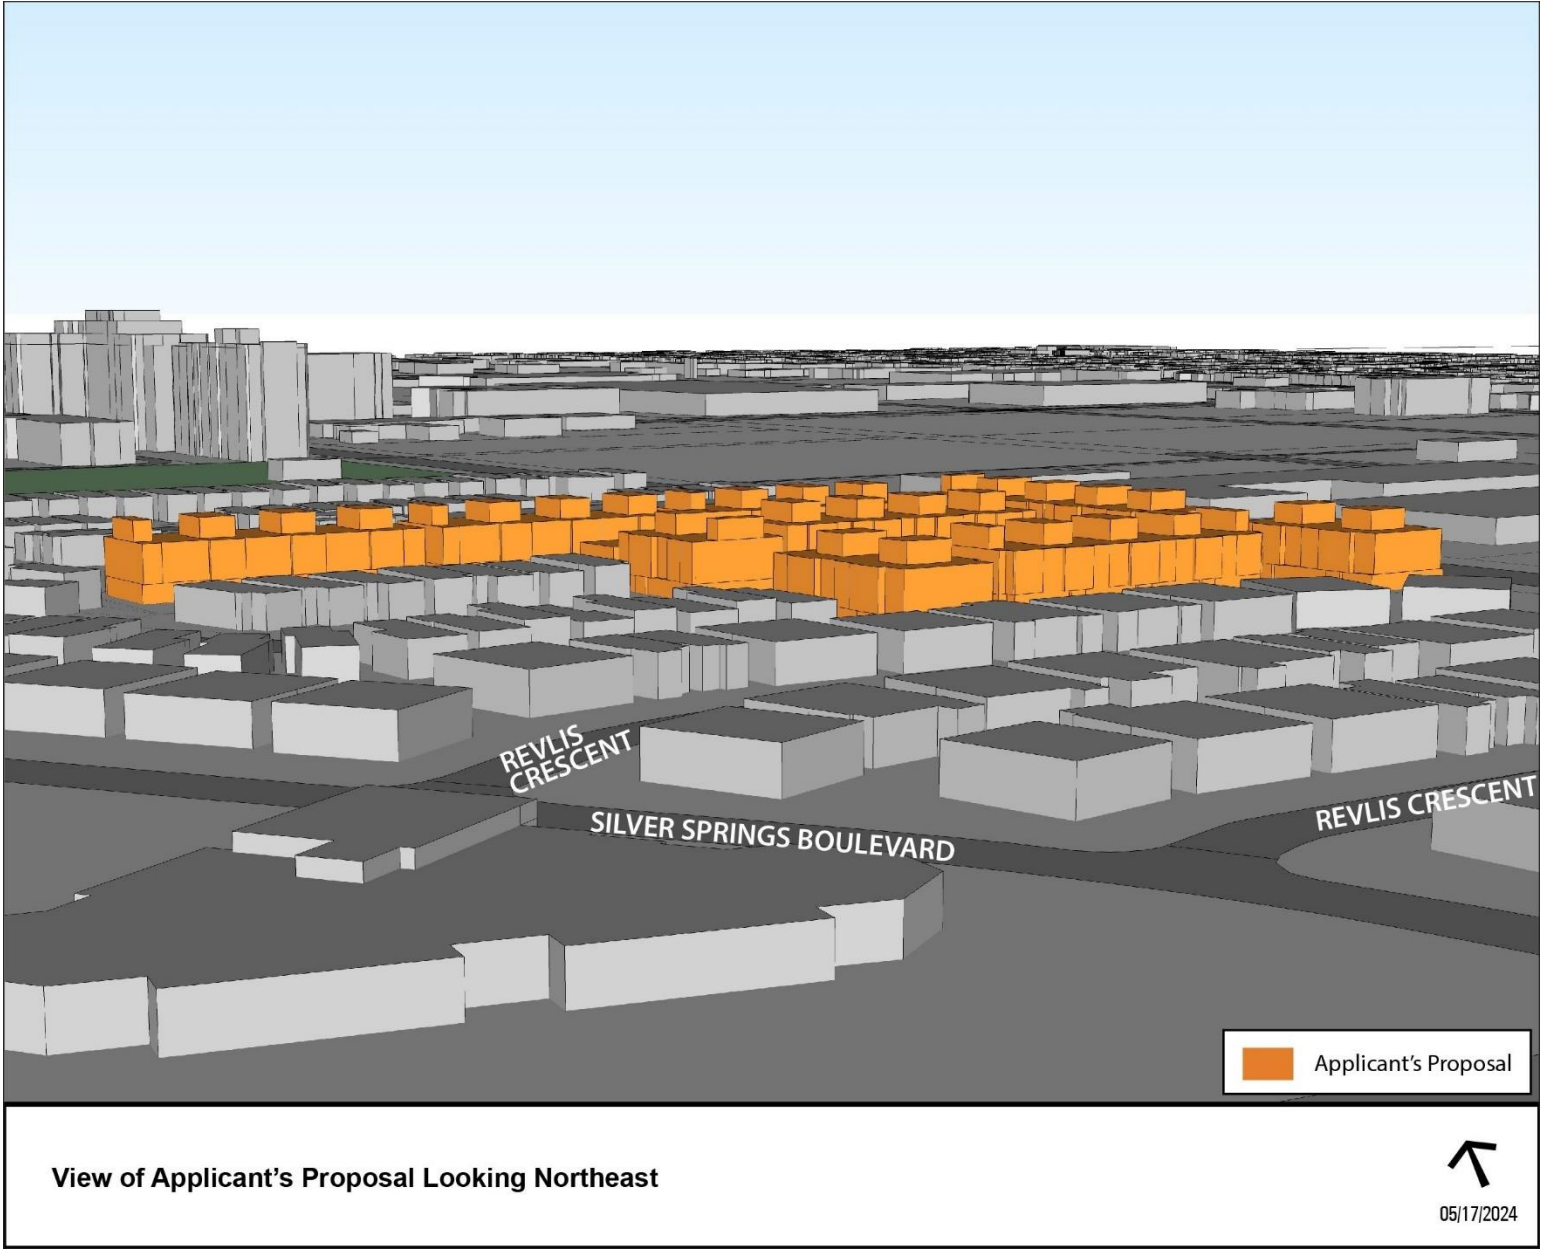 REVLIS
CRESCENT
SILVER SPRINGS BOULEVARD
REVLIS CRESCENT
Applicant's Proposal
View of Applicant's Proposal Looking Northeast
05/17/2024